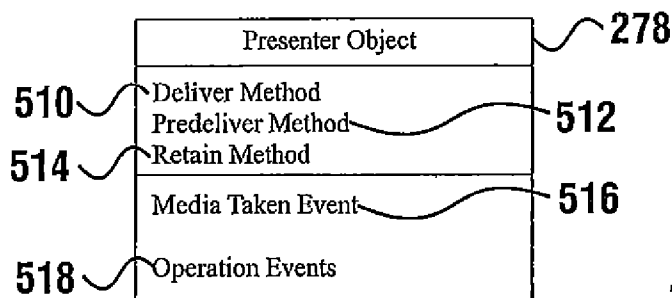 Presenter Object 278
510 Deliver Method
Predeliver Method 512
514 Retain Method
Media Taken Event 516
518 Operation Events